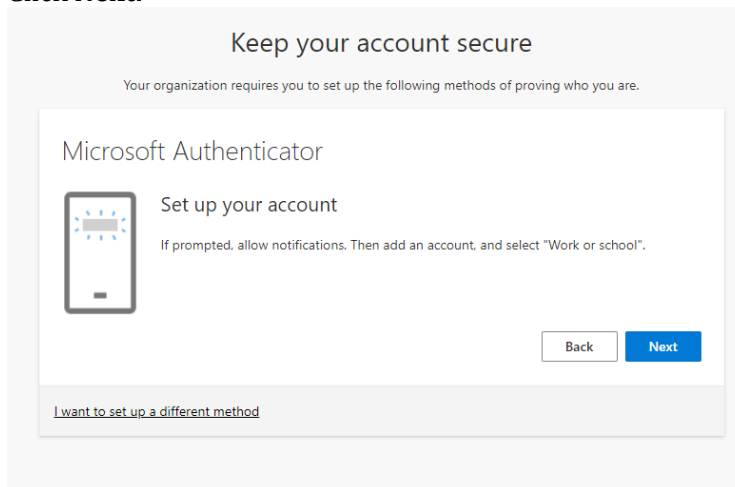 Keep your account secure
Your organization requires you to set up the following methods of proving who you are.
Microsoft Authenticator
Set up your account
If prompted, allow notifications. Then add an account, and select "Work or school".
Back Next
I want to set up a different method